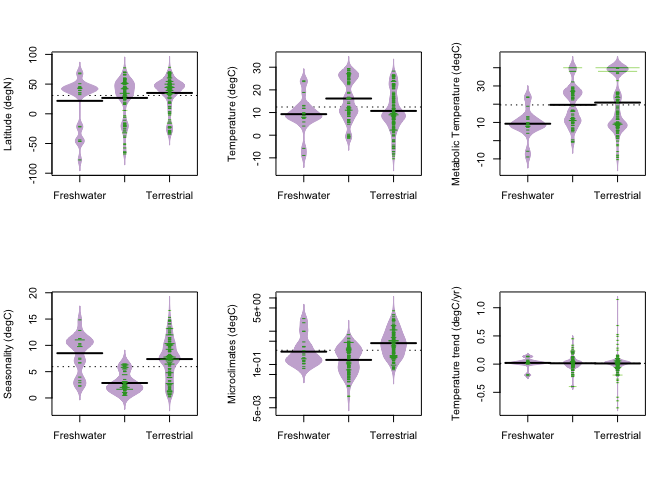 Latitude (degN)
100
50
0
-50
-100
Freshwater
Terrestrial
Temperature (degC)
30
20
10
0
-10
Freshwater
Terrestrial
Metabolic Temperature (degC)
30
10
-10
Freshwater
Terrestrial
Seasonality (degC)
20
15
10
5
0
Freshwater
Terrestrial
Microclimates (degC)
5e+00
1e-01
5e-03
Freshwater
Terrestrial
Temperature trend (degC/yr)
1.0
0.5
0.0
-0.5
Freshwater
Terrestrial